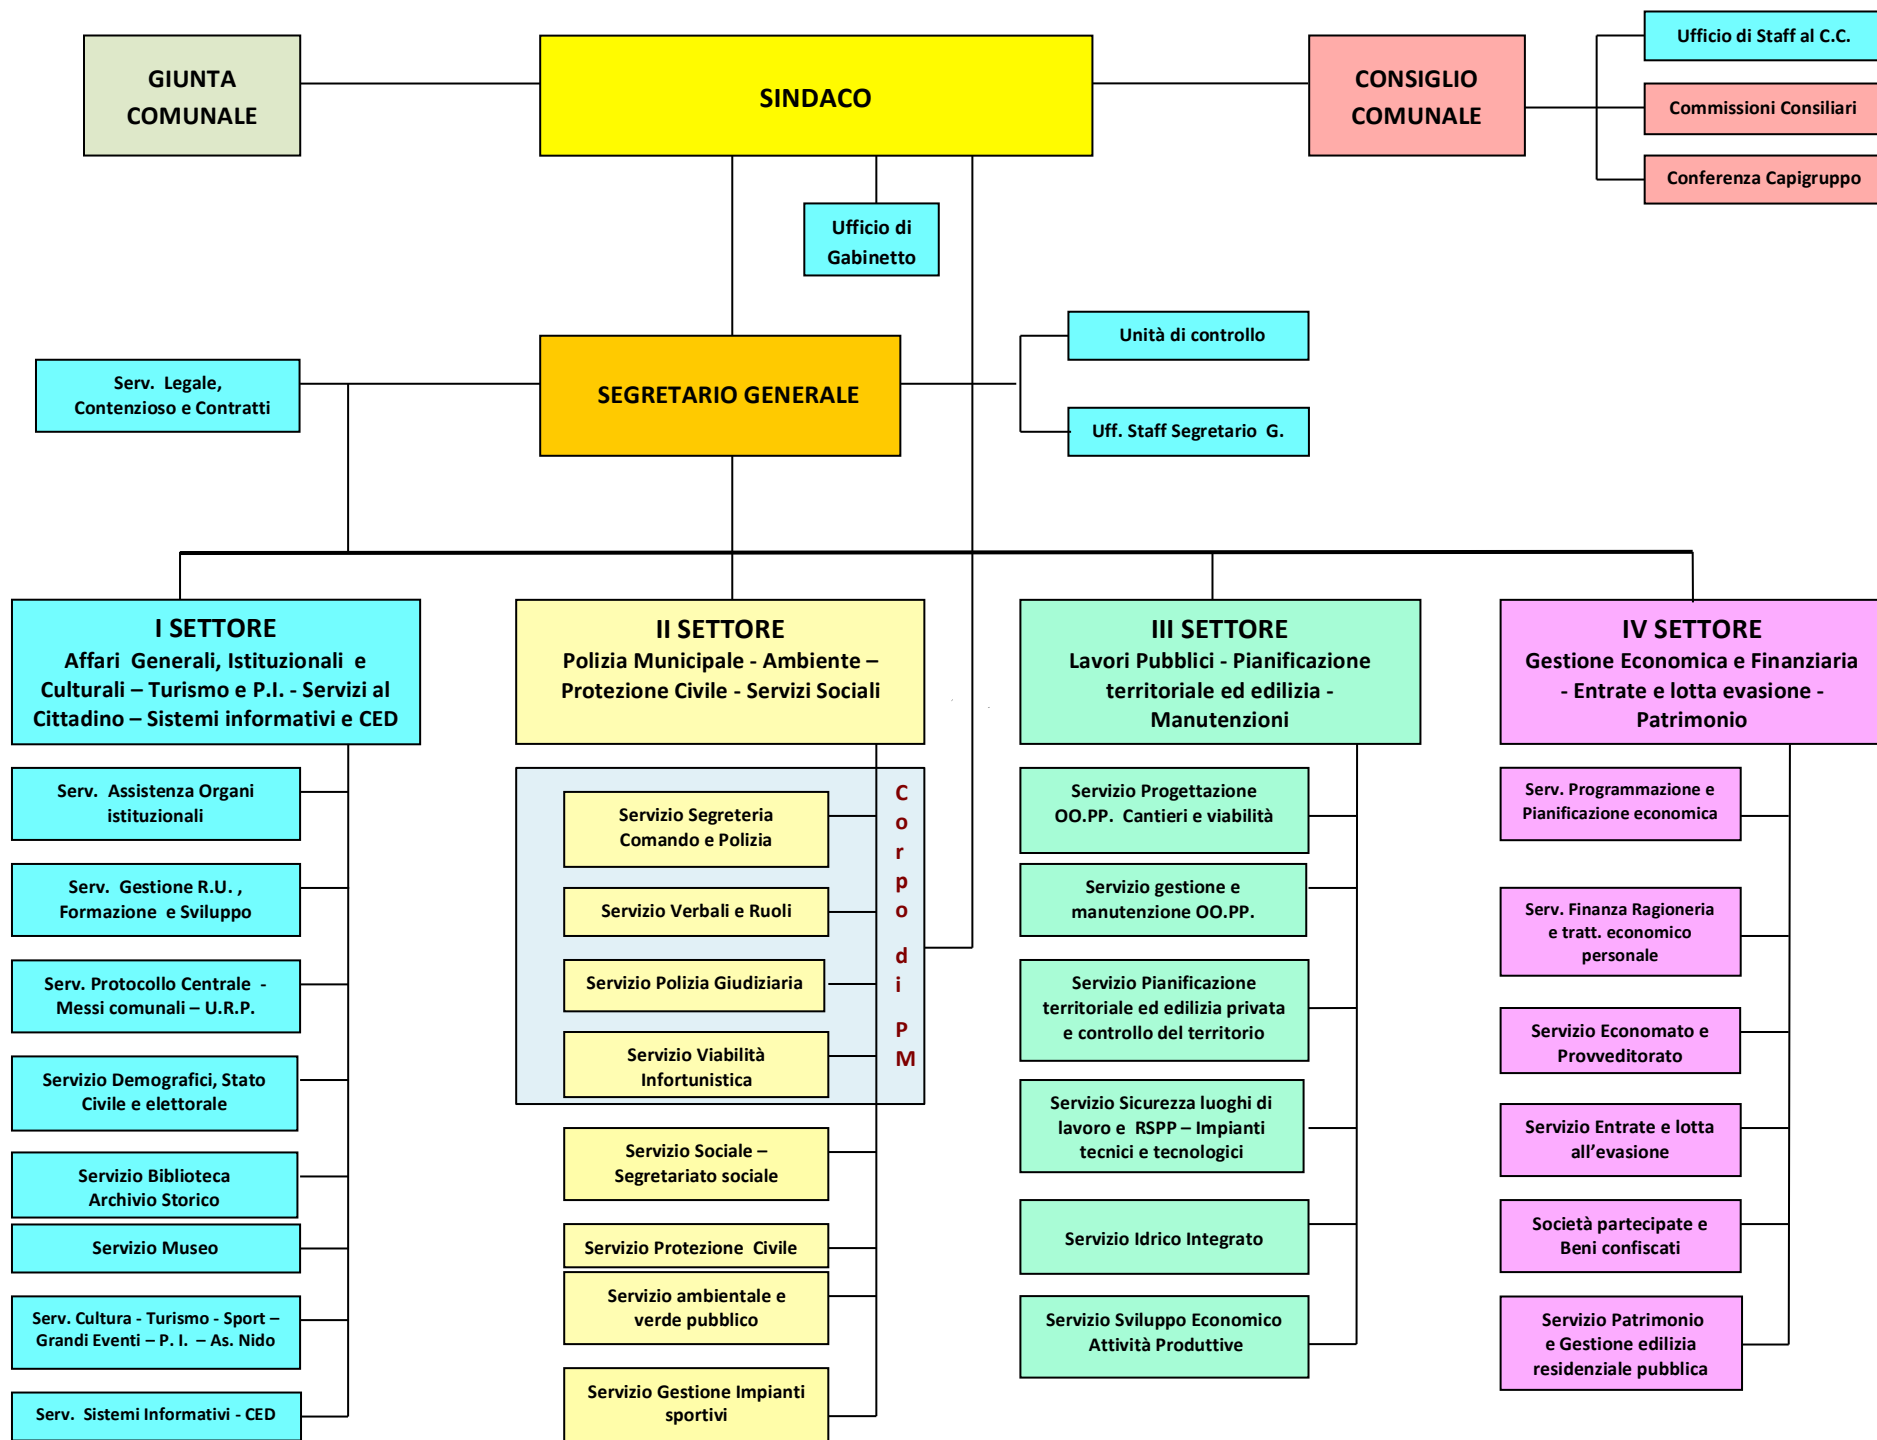 GIUNTA
COMUNALE
SINDACO
CONSIGLIO
COMUNALE
Ufficio di Staff al C.C.
Commissioni Consiliari
Conferenza Capigruppo
Ufficio di
Gabinetto
Serv. Legale,
Contenzioso e Contratti
SEGRETARIO GENERALE
Unità di controllo
Uff. Staff Segretario G.
I SETTORE
Affari Generali, Istituzionali e
Culturali – Turismo e P.I. - Servizi al
Cittadino – Sistemi informativi e CED
Serv. Assistenza Organi
istituzionali
Serv. Gestione R.U. ,
Formazione e Sviluppo
Serv. Protocollo Centrale -
Messi comunali – U.R.P.
Servizio Demografici, Stato
Civile e elettorale
Servizio Biblioteca
Archivio Storico
Servizio Museo
Serv. Cultura - Turismo - Sport –
Grandi Eventi – P. I. – As. Nido
Serv. Sistemi Informativi - CED
II SETTORE
Polizia Municipale - Ambiente –
Protezione Civile - Servizi Sociali
Corpo di PM
Servizio Segreteria
Comando e Polizia
Servizio Verbali e Ruoli
Servizio Polizia Giudiziaria
Servizio Viabilità
Infortunistica
Servizio Sociale –
Segretariato sociale
Servizio Protezione Civile
Servizio ambientale e
verde pubblico
Servizio Gestione Impianti
sportivi
III SETTORE
Lavori Pubblici - Pianificazione
territoriale ed edilizia -
Manutenzioni
Servizio Progettazione
OO.PP. Cantieri e viabilità
Servizio gestione e
manutenzione OO.PP.
Servizio Pianificazione
territoriale ed edilizia privata
e controllo del territorio
Servizio Sicurezza luoghi di
lavoro e RSPP – Impianti
tecnici e tecnologici
Servizio Idrico Integrato
Servizio Sviluppo Economico
Attività Produttive
IV SETTORE
Gestione Economica e Finanziaria
- Entrate e lotta evasione -
Patrimonio
Serv. Programmazione e
Pianificazione economica
Serv. Finanza Ragioneria
e tratt. economico
personale
Servizio Economato e
Provveditorato
Servizio Entrate e lotta
all’evasione
Società partecipate e
Beni confiscati
Servizio Patrimonio
e Gestione edilizia
residenziale pubblica